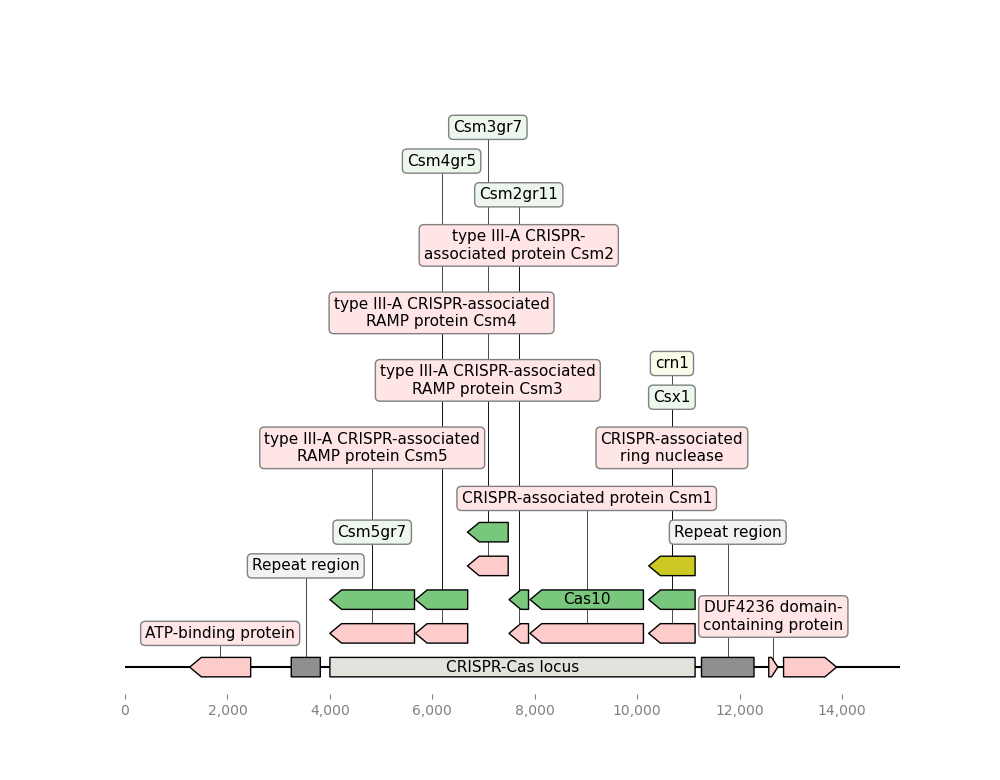 Csm3gr7
Csm4gr5
Csm2gr11
type III-A CRISPR-
associated protein Csm2
type III-A CRISPR-associated
RAMP protein Csm4
crn1
type III-A CRISPR-associated
RAMP protein Csm3
Csx1
type III-A CRISPR-associated
RAMP protein Csm5
CRISPR-associated
ring nuclease
CRISPR-associated protein Csm1
Csm5gr7
Repeat region
Repeat region
Cas10
DUF4236 domain-
containing protein
ATP-binding protein
CRISPR-Cas locus
0 2,000 4,000 6,000 8,000 10,000 12,000 14,000